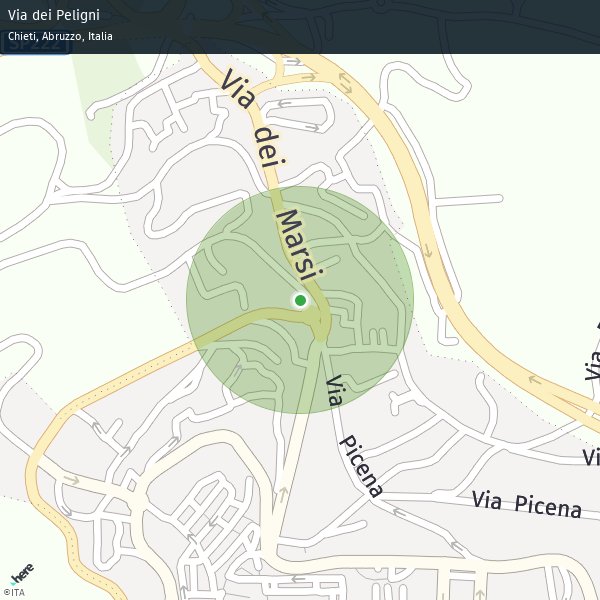 Via dei Peligni
Chieti, Abruzzo, Italia
SP222
Via dei Marsi
Via Picena
Via Picena
Via
Vi
here
©ITA